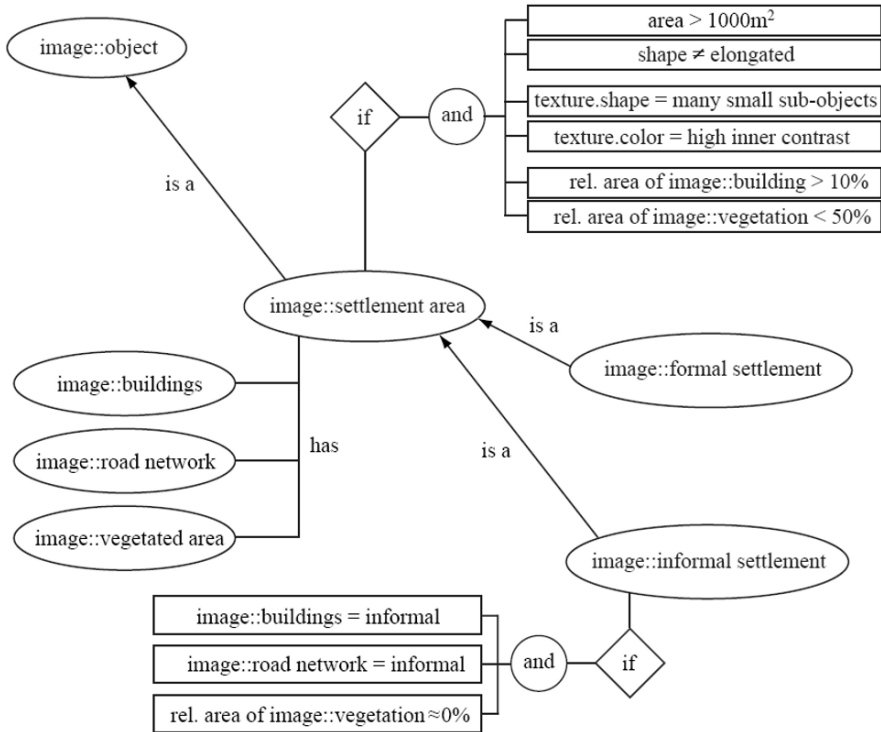 image::object
area > 1000m²
shape ≠ elongated
if
and
texture.shape = many small sub-objects
texture.color = high inner contrast
is a
rel. area of image::building > 10%
rel. area of image::vegetation < 50%
image::settlement area
is a
image::formal settlement
image::buildings
has
is a
image::road network
image::vegetated area
image::informal settlement
image::buildings = informal
image::road network = informal
and
if
rel. area of image::vegetation ≈0%